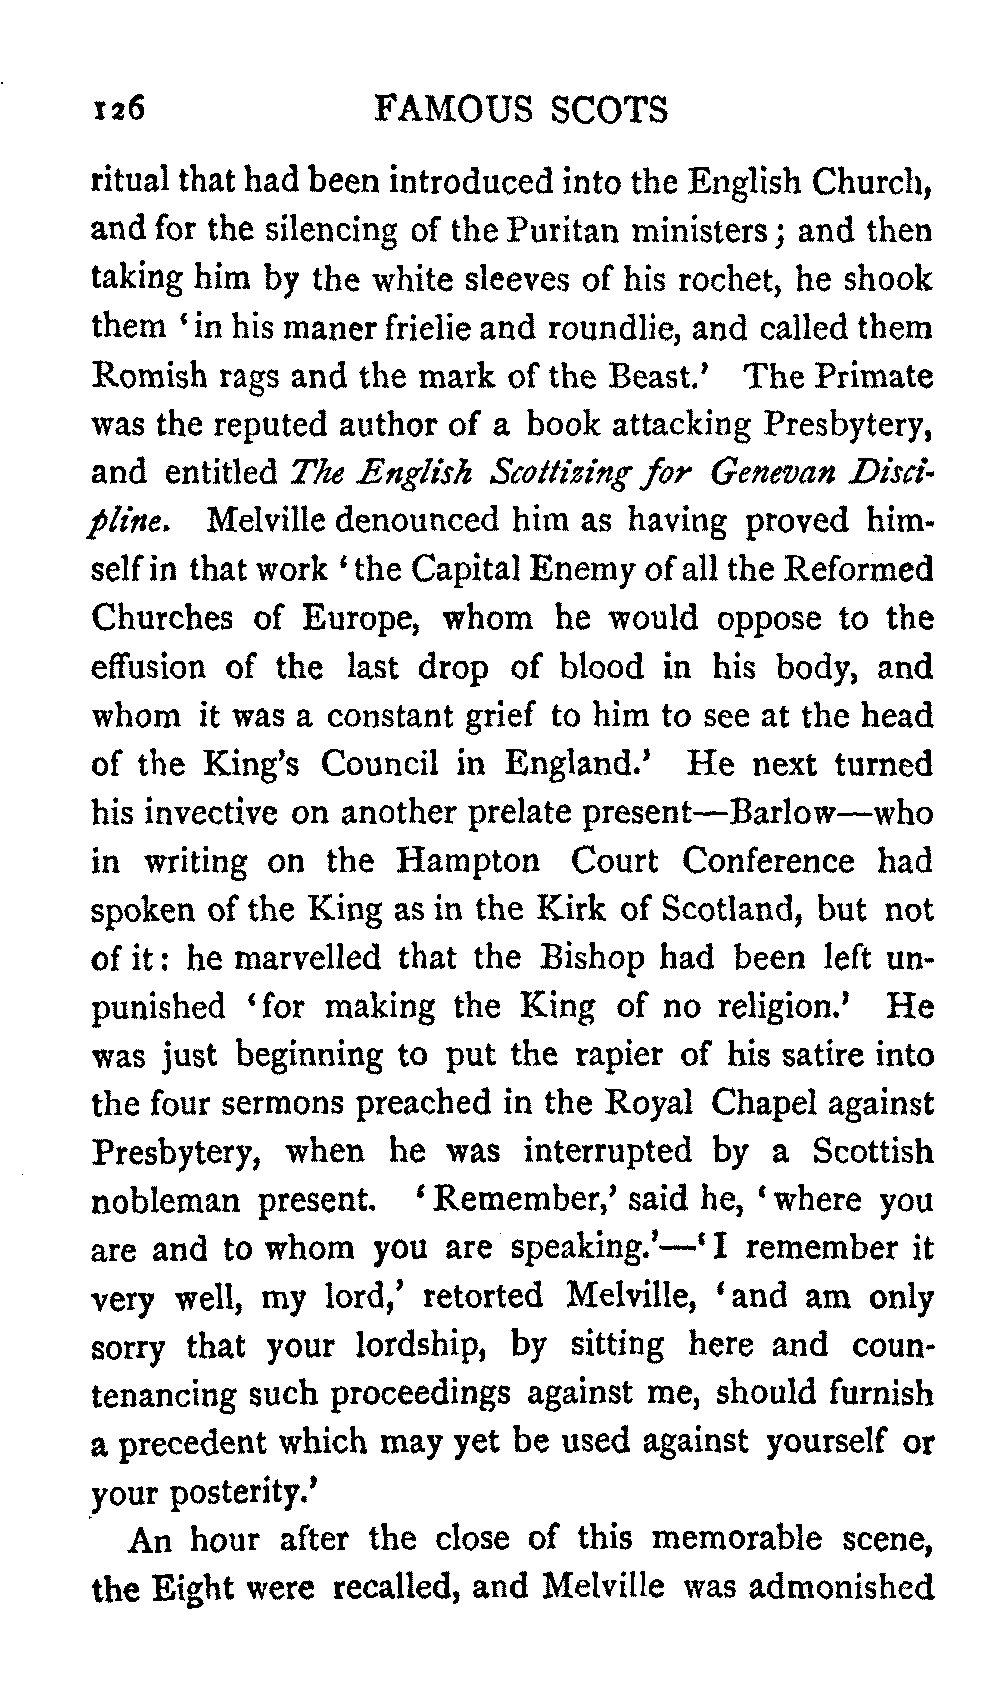 126 FAMOUS SCOTS
ritual that had been introduced into the English Church,
and for the silencing of the Puritan ministers; and then
taking him by the white sleeves of his rochet, he shook
them ‘in his maner frielie and roundlie, and called them
Romish rags and the mark of the Beast.’ The Primate
was the reputed author of a book attacking Presbytery,
and entitled The English Scottizing for Genevan Disci-
pline. Melville denounced him as having proved him-
self in that work ‘the Capital Enemy of all the Reformed
Churches of Europe, whom he would oppose to the
effusion of the last drop of blood in his body, and
whom it was a constant grief to him to see at the head
of the King’s Council in England.’ He next turned
his invective on another prelate present—Barlow—who
in writing on the Hampton Court Conference had
spoken of the King as in the Kirk of Scotland, but not
of it: he marvelled that the Bishop had been left un-
punished ‘for making the King of no religion.’ He
was just beginning to put the rapier of his satire into
the four sermons preached in the Royal Chapel against
Presbytery, when he was interrupted by a Scottish
nobleman present. ‘Remember,’ said he, ‘where you
are and to whom you are speaking.’—‘I remember it
very well, my lord,’ retorted Melville, ‘and am only
sorry that your lordship, by sitting here and coun-
tenancing such proceedings against me, should furnish
a precedent which may yet be used against yourself or
your posterity.’
An hour after the close of this memorable scene,
the Eight were recalled, and Melville was admonished